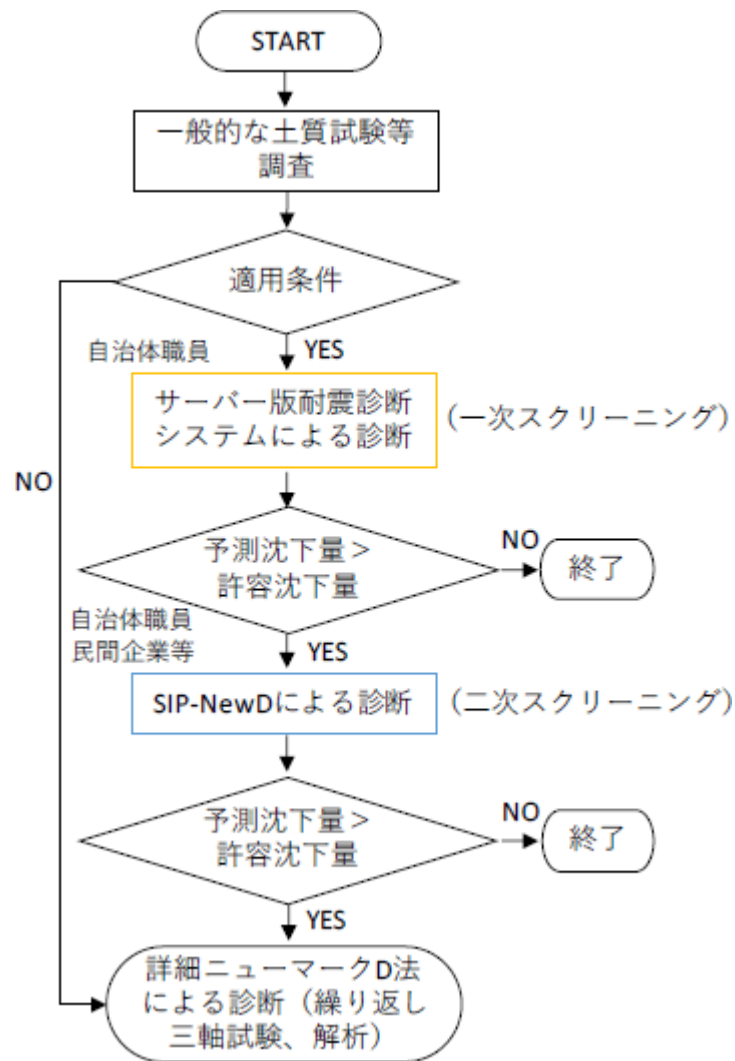 START
一般的な土質試験等
調査
適用条件
自治体職員
YES
サーバー版耐震診断
システムによる診断
(一次スクリーニング)
NO
予測沈下量＞
許容沈下量
NO
終了
自治体職員
民間企業等
YES
SIP-NewDによる診断
(二次スクリーニング)
予測沈下量＞
許容沈下量
NO
終了
YES
詳細ニューマークD法
による診断（繰り返し
三軸試験、解析）